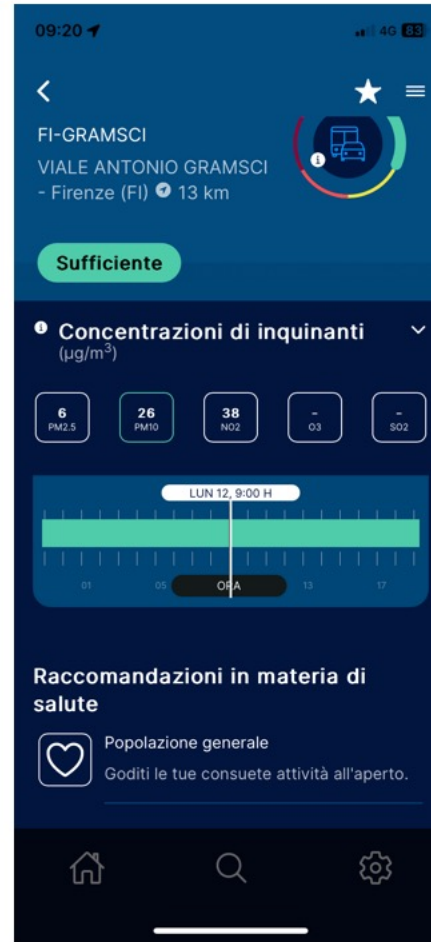 09:20
4G 83
FI-GRAMSCI
VIALE ANTONIO GRAMSCI
- Firenze (FI) 13 km
Sufficiente
Concentrazioni di inquinanti
(µg/m³)
6 26 38 - -
PM2.5 PM10 NO2 O3 SO2
LUN 12, 9:00 H
01 05 ORA 13 17
Raccomandazioni in materia di
salute
Popolazione generale
Goditi le tue consuete attività all'aperto.